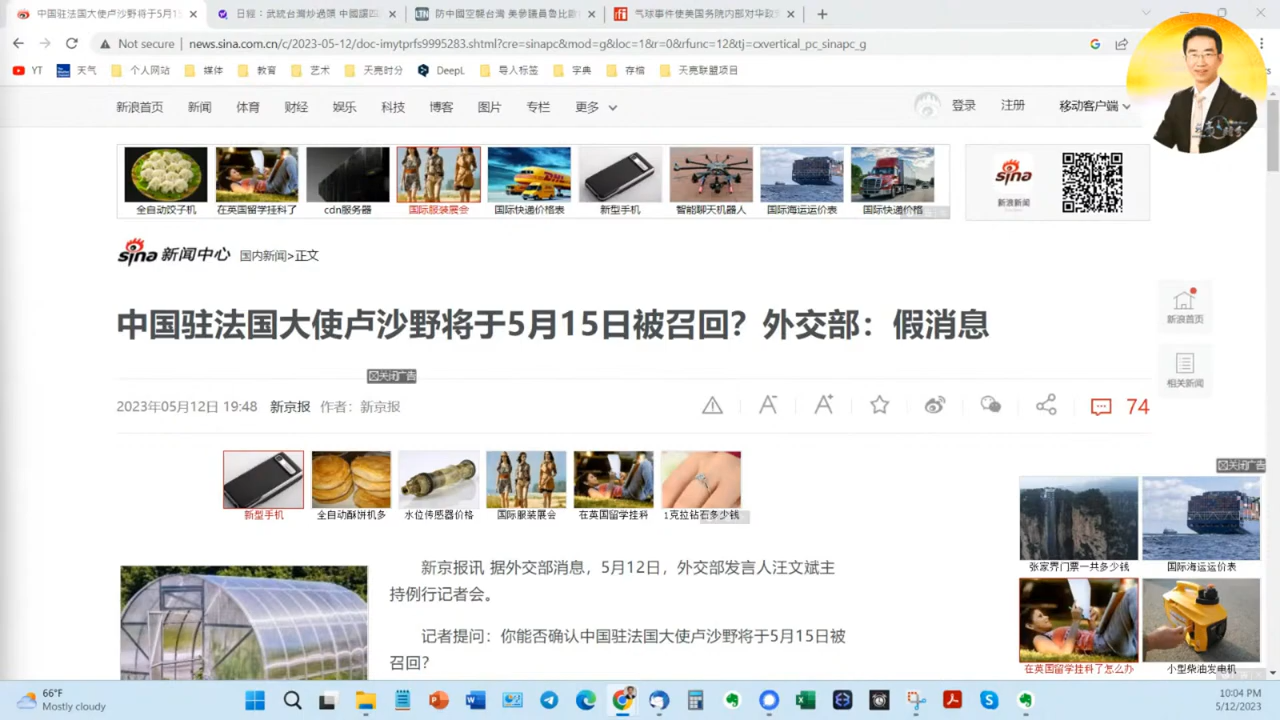 中国驻法国大使卢沙野将于5月15
日經：武統台灣炒過頭 中國謹四
LTN
防中國空襲台灣 美參議員魯比歐
rfi
气球事件使美国务院内部对华政
Not secure
news.sina.com.cn/c/2023-05-12/doc-imytprfs9995283.shtml?cre=sinapc&mod=g&loc=1&r=0&rfunc=12&tj=cxvertical_pc_sinapc_g
YT
天气
个人网站
媒体
教育
艺术
天亮时分
DeepL
导入标签
字典
存档
天亮联盟项目
新浪首页
新闻
体育
财经
娱乐
科技
博客
图片
专栏
更多
登录
注册
移动客户端
全自动饺子机
在英国留学挂科了
cdn服务器
国际服装展会
国际快递价格表
新型手机
智能聊天机器人
国际海运运价表
国际快递价格
sina
新浪新闻
sina 新闻中心
国内新闻>正文
中国驻法国大使卢沙野将于5月15日被召回？外交部：假消息
新浪首页
相关新闻
关闭广告
2023年05月12日 19:48
新京报
作者：新京报
74
关闭广告
新型手机
全自动酥饼机多
水位传感器价格
国际服装展会
在英国留学挂科
1克拉钻石多少钱
张家界门票一共多少钱
国际海运运价表
新京报讯 据外交部消息，5月12日，外交部发言人汪文斌主
持例行记者会。
记者提问：你能否确认中国驻法国大使卢沙野将于5月15日被
召回？
在英国留学挂科了怎么办
小型柴油发电机
66°F
Mostly cloudy
10:04 PM
5/12/2023